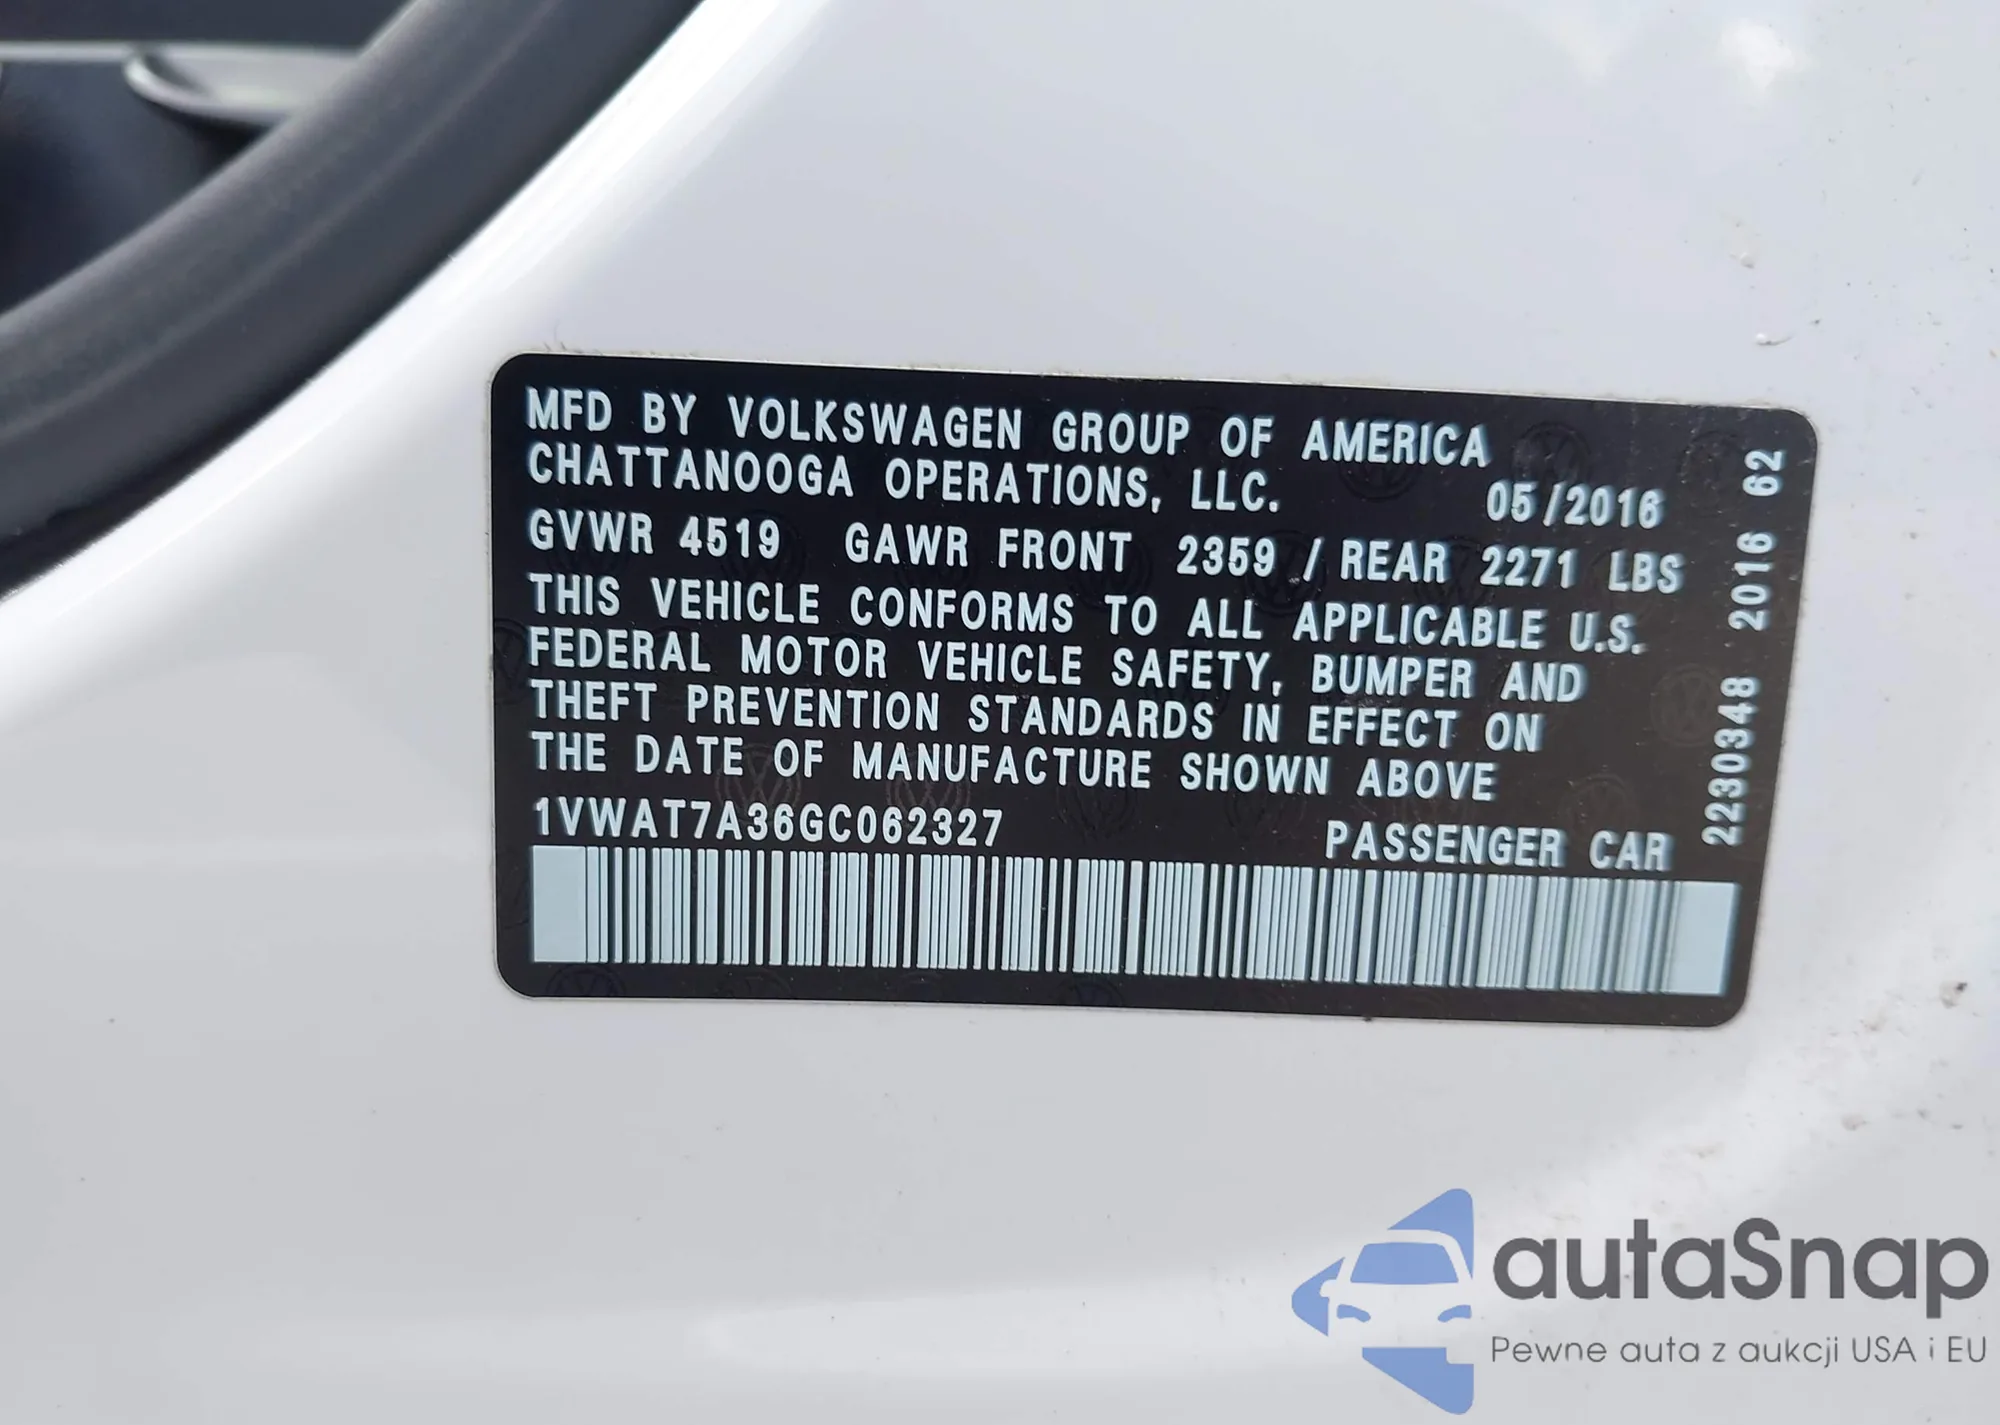 MFD BY VOLKSWAGEN GROUP OF AMERICA
CHATTANOOGA OPERATIONS, LLC.
05/2016
GVWR 4519 GAWR FRONT 2359 / REAR 2271 LBS
THIS VEHICLE CONFORMS TO ALL APPLICABLE U.S.
FEDERAL MOTOR VEHICLE SAFETY, BUMPER AND
THEFT PREVENTION STANDARDS IN EFFECT ON
THE DATE OF MANUFACTURE SHOWN ABOVE
1VWAT7A36GC062327 PASSENGER CAR
2230348 2016 62
autaSnap
Pewne auta z aukcji USA i EU